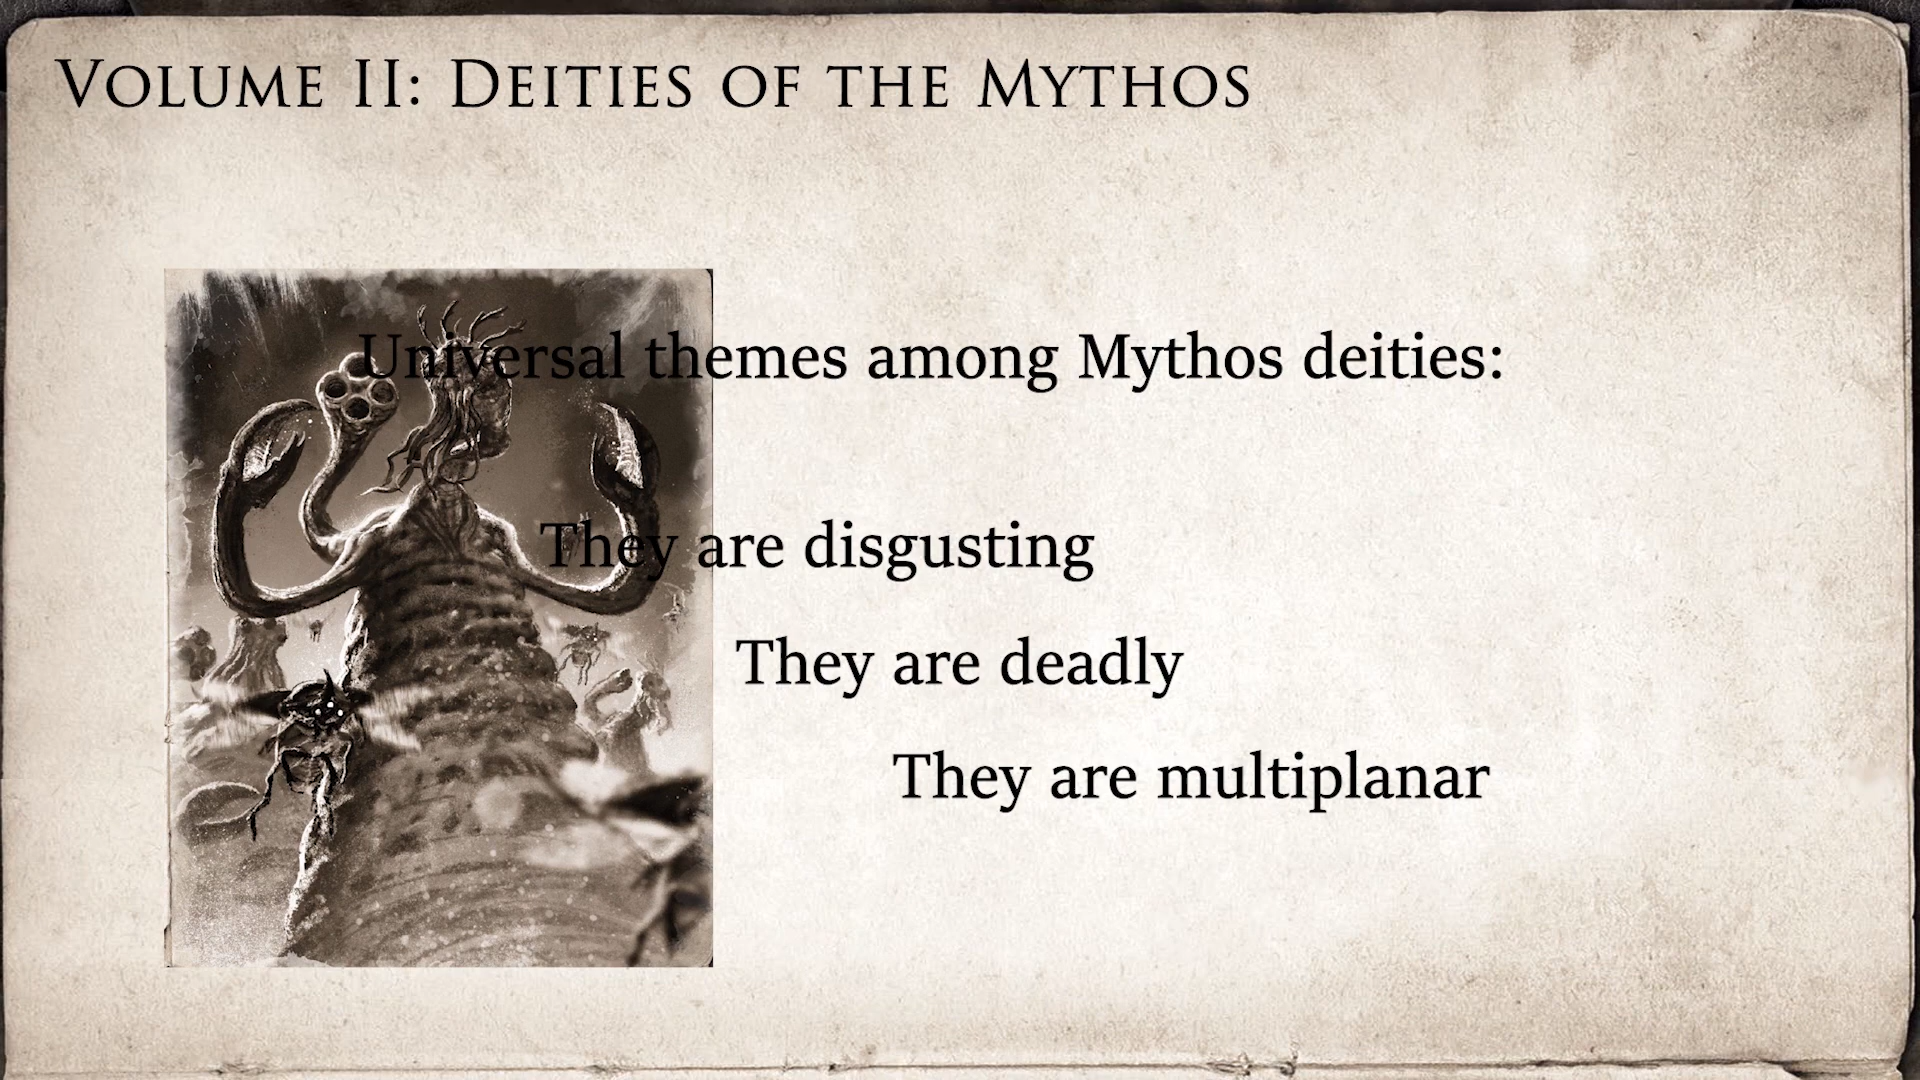 Volume II: Deities of the Mythos
Universal themes among Mythos deities:
They are disgusting
They are deadly
They are multiplanar